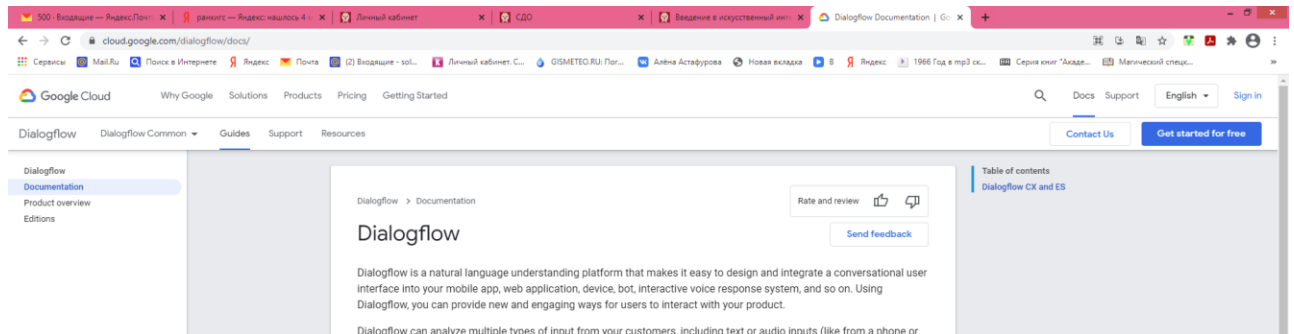 500 · Входящие — Яндекс.Почт
ранхигс — Яндекс: нашлось 4
Личный кабинет
СДО
Введение в искусственный инт
Dialogflow Documentation | Go
cloud.google.com/dialogflow/docs/
Сервисы
Mail.Ru
Поиск в Интернете
Яндекс
Почта
(2) Входящие - sol...
Личный кабинет. С...
GISMETEO.RU: Пог...
Алёна Астафурова
Новая вкладка
В
Яндекс
1966 Год в mp3 ск...
Серия книг "Акаде...
Магический спецк...
»
Google Cloud
Why Google
Solutions
Products
Pricing
Getting Started
Docs
Support
English
Sign in
Dialogflow
Dialogflow Common
Guides
Support
Resources
Contact Us
Get started for free
Dialogflow
Documentation
Product overview
Editions
Dialogflow > Documentation
Rate and review
Dialogflow
Send feedback
Dialogflow is a natural language understanding platform that makes it easy to design and integrate a conversational user
interface into your mobile app, web application, device, bot, interactive voice response system, and so on. Using
Dialogflow, you can provide new and engaging ways for users to interact with your product.
Dialogflow can analyze multiple types of input from your customers, including text or audio inputs (like from a phone or
Table of contents
Dialogflow CX and ES